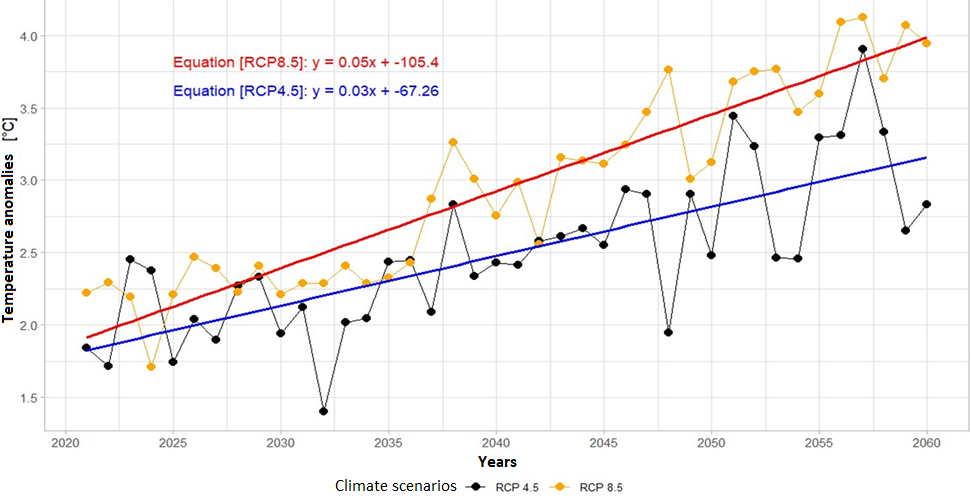 4.0
3.5
3.0
2.5
2.0
1.5
Temperature anomalies [°C]
Equation [RCP8.5]: y = 0.05x + -105.4
Equation [RCP4.5]: y = 0.03x + -67.26
2020 2025 2030 2035 2040 2045 2050 2055 2060
Years
Climate scenarios RCP 4.5 RCP 8.5